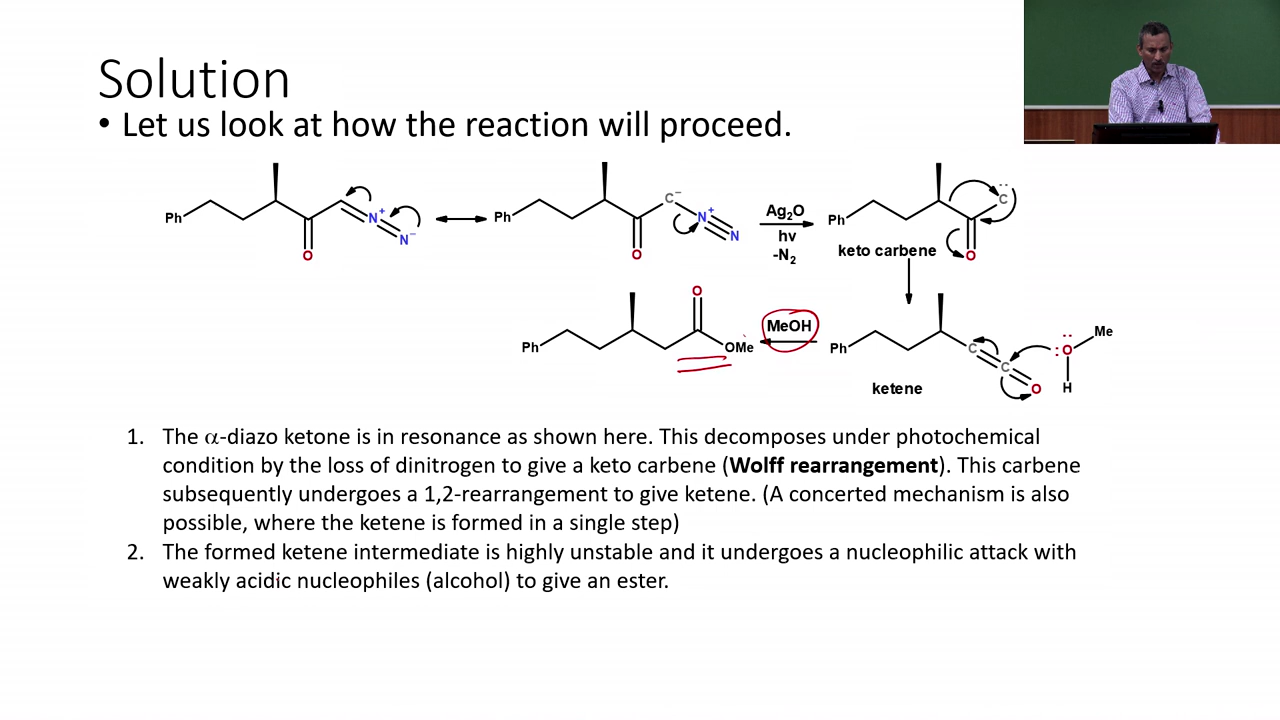 Solution
• Let us look at how the reaction will proceed.
Ph O N+ N−
Ph O C− N+ N
Ag2O
hν
-N2
Ph O C
keto carbene
Ph O OMe
MeOH
Ph C C O
ketene
O Me H
1. The α-diazo ketone is in resonance as shown here. This decomposes under photochemical
condition by the loss of dinitrogen to give a keto carbene (Wolff rearrangement). This carbene
subsequently undergoes a 1,2-rearrangement to give ketene. (A concerted mechanism is also
possible, where the ketene is formed in a single step)
2. The formed ketene intermediate is highly unstable and it undergoes a nucleophilic attack with
weakly acidic nucleophiles (alcohol) to give an ester.